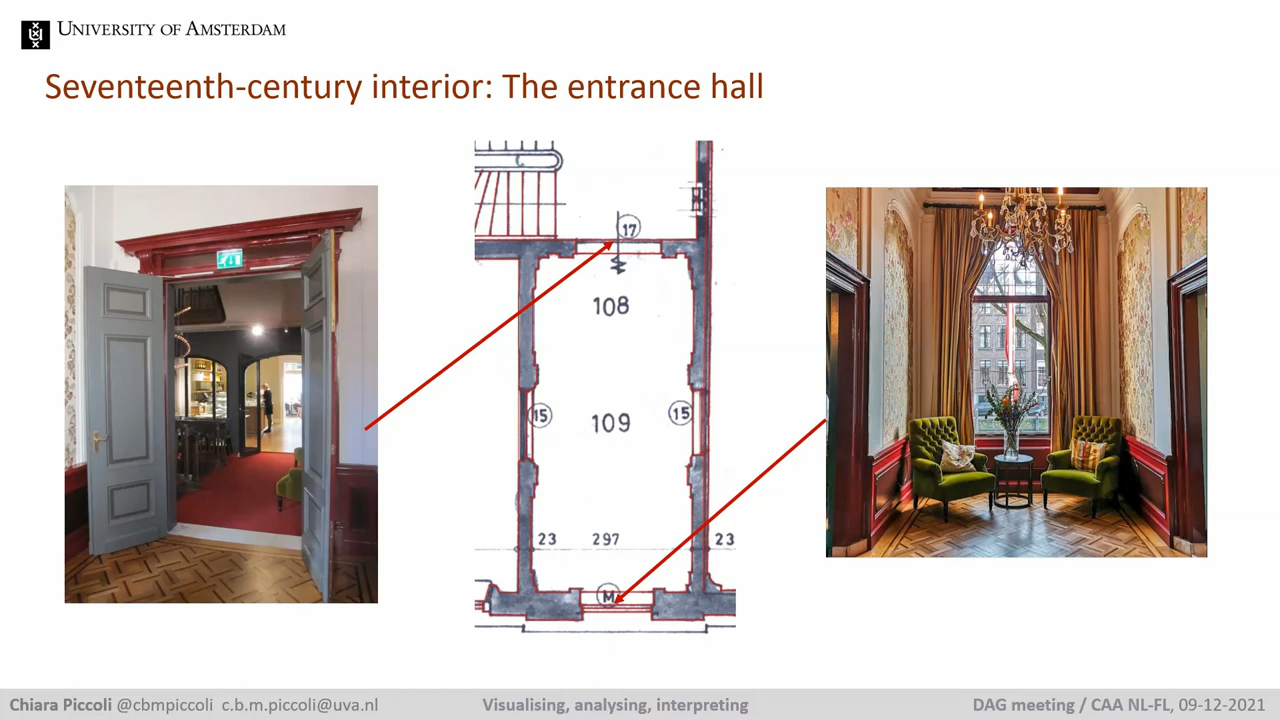 UNIVERSITY OF AMSTERDAM
Seventeenth-century interior: The entrance hall
17
108
15
109
15
23
297
23
M
Chiara Piccoli @cbmpiccoli c.b.m.piccoli@uva.nl
Visualising, analysing, interpreting
DAG meeting / CAA NL-FL, 09-12-2021